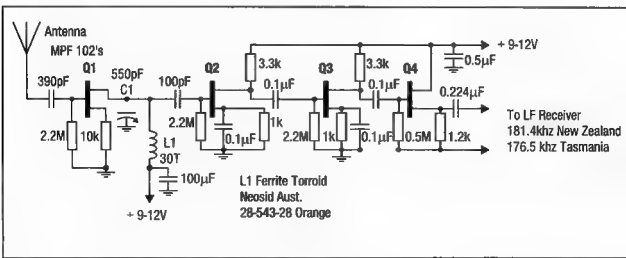 Antenna
MPF 102's
Q1
Q2
Q3
Q4
+ 9-12V
390pF
550pF
C1
100pF
3.3k
3.3k
0.5µF
0.1µF
0.1µF
0.224µF
2.2M
10k
L1
30T
2.2M
1k
0.1µF
2.2M
1k
0.1µF
0.5M
1.2k
To LF Receiver
181.4khz New Zealand
176.5 khz Tasmania
100µF
+ 9-12V
L1 Ferrite Torroid
Neosid Aust.
28-543-28 Orange